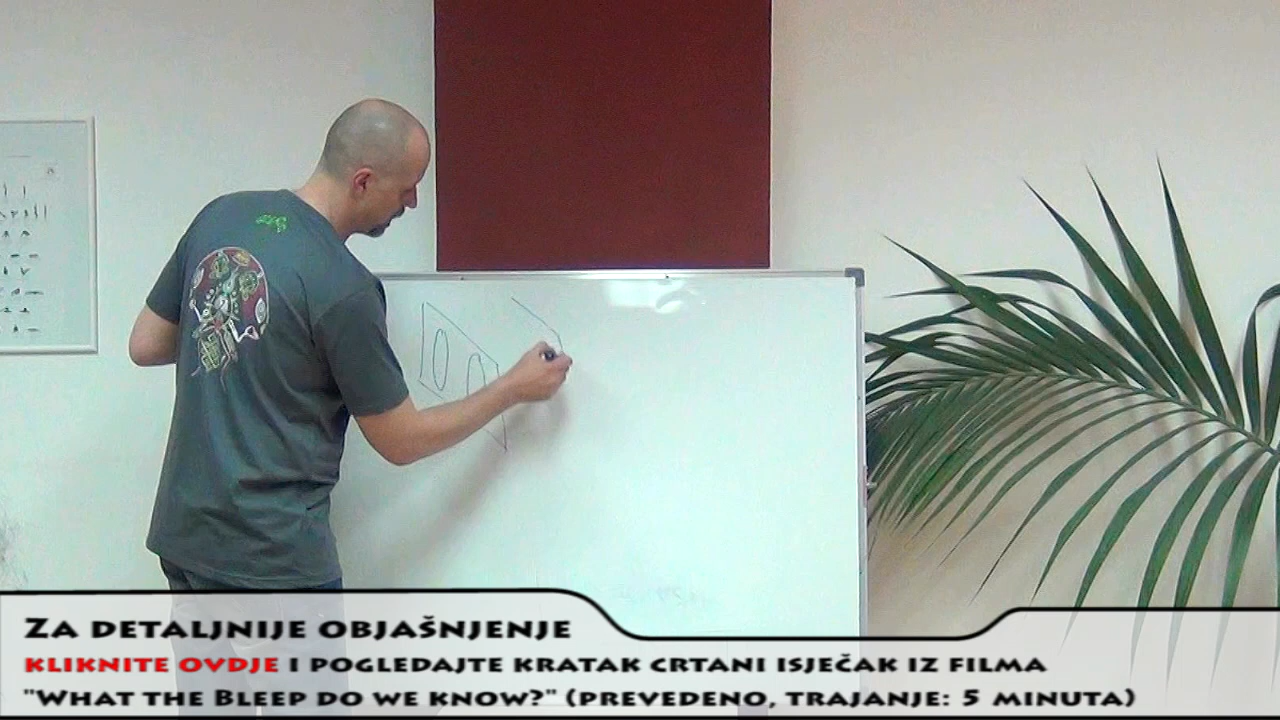 Za detaljnije objašnjenje
kliknite ovdje i pogledajte kratak crtani isječak iz filma
"What the Bleep do we know?" (prevedeno, trajanje: 5 minuta)